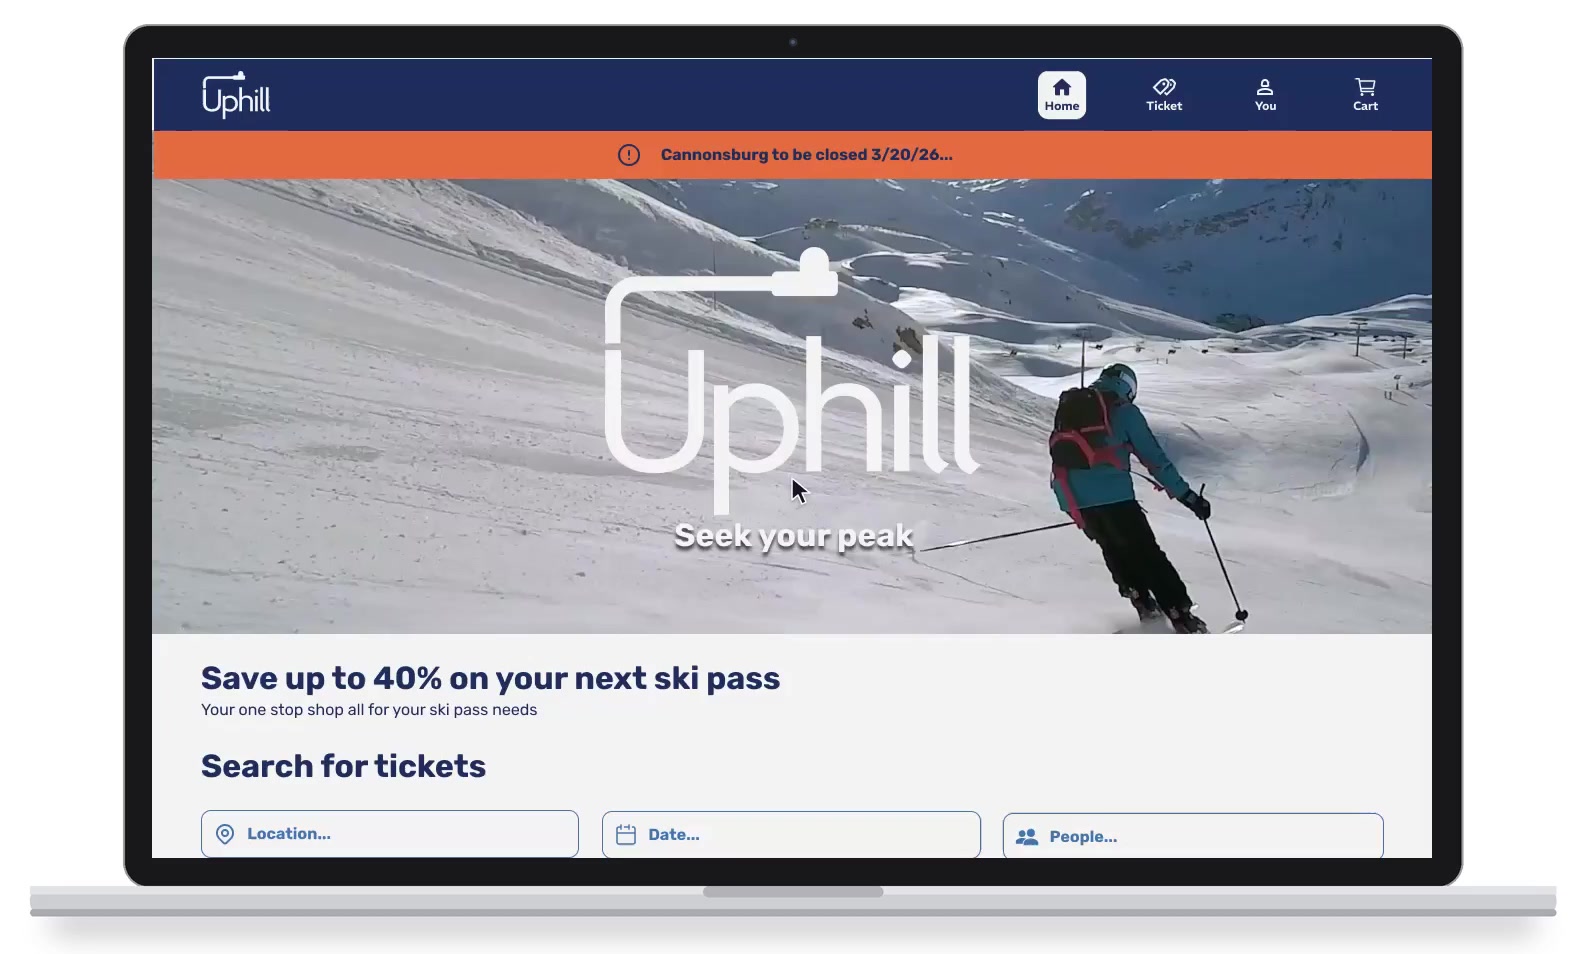 Uphill
Home
Ticket
You
Cart
Cannonsburg to be closed 3/20/26...
Uphill
Seek your peak
Save up to 40% on your next ski pass
Your one stop shop all for your ski pass needs
Search for tickets
Location...
Date...
People...